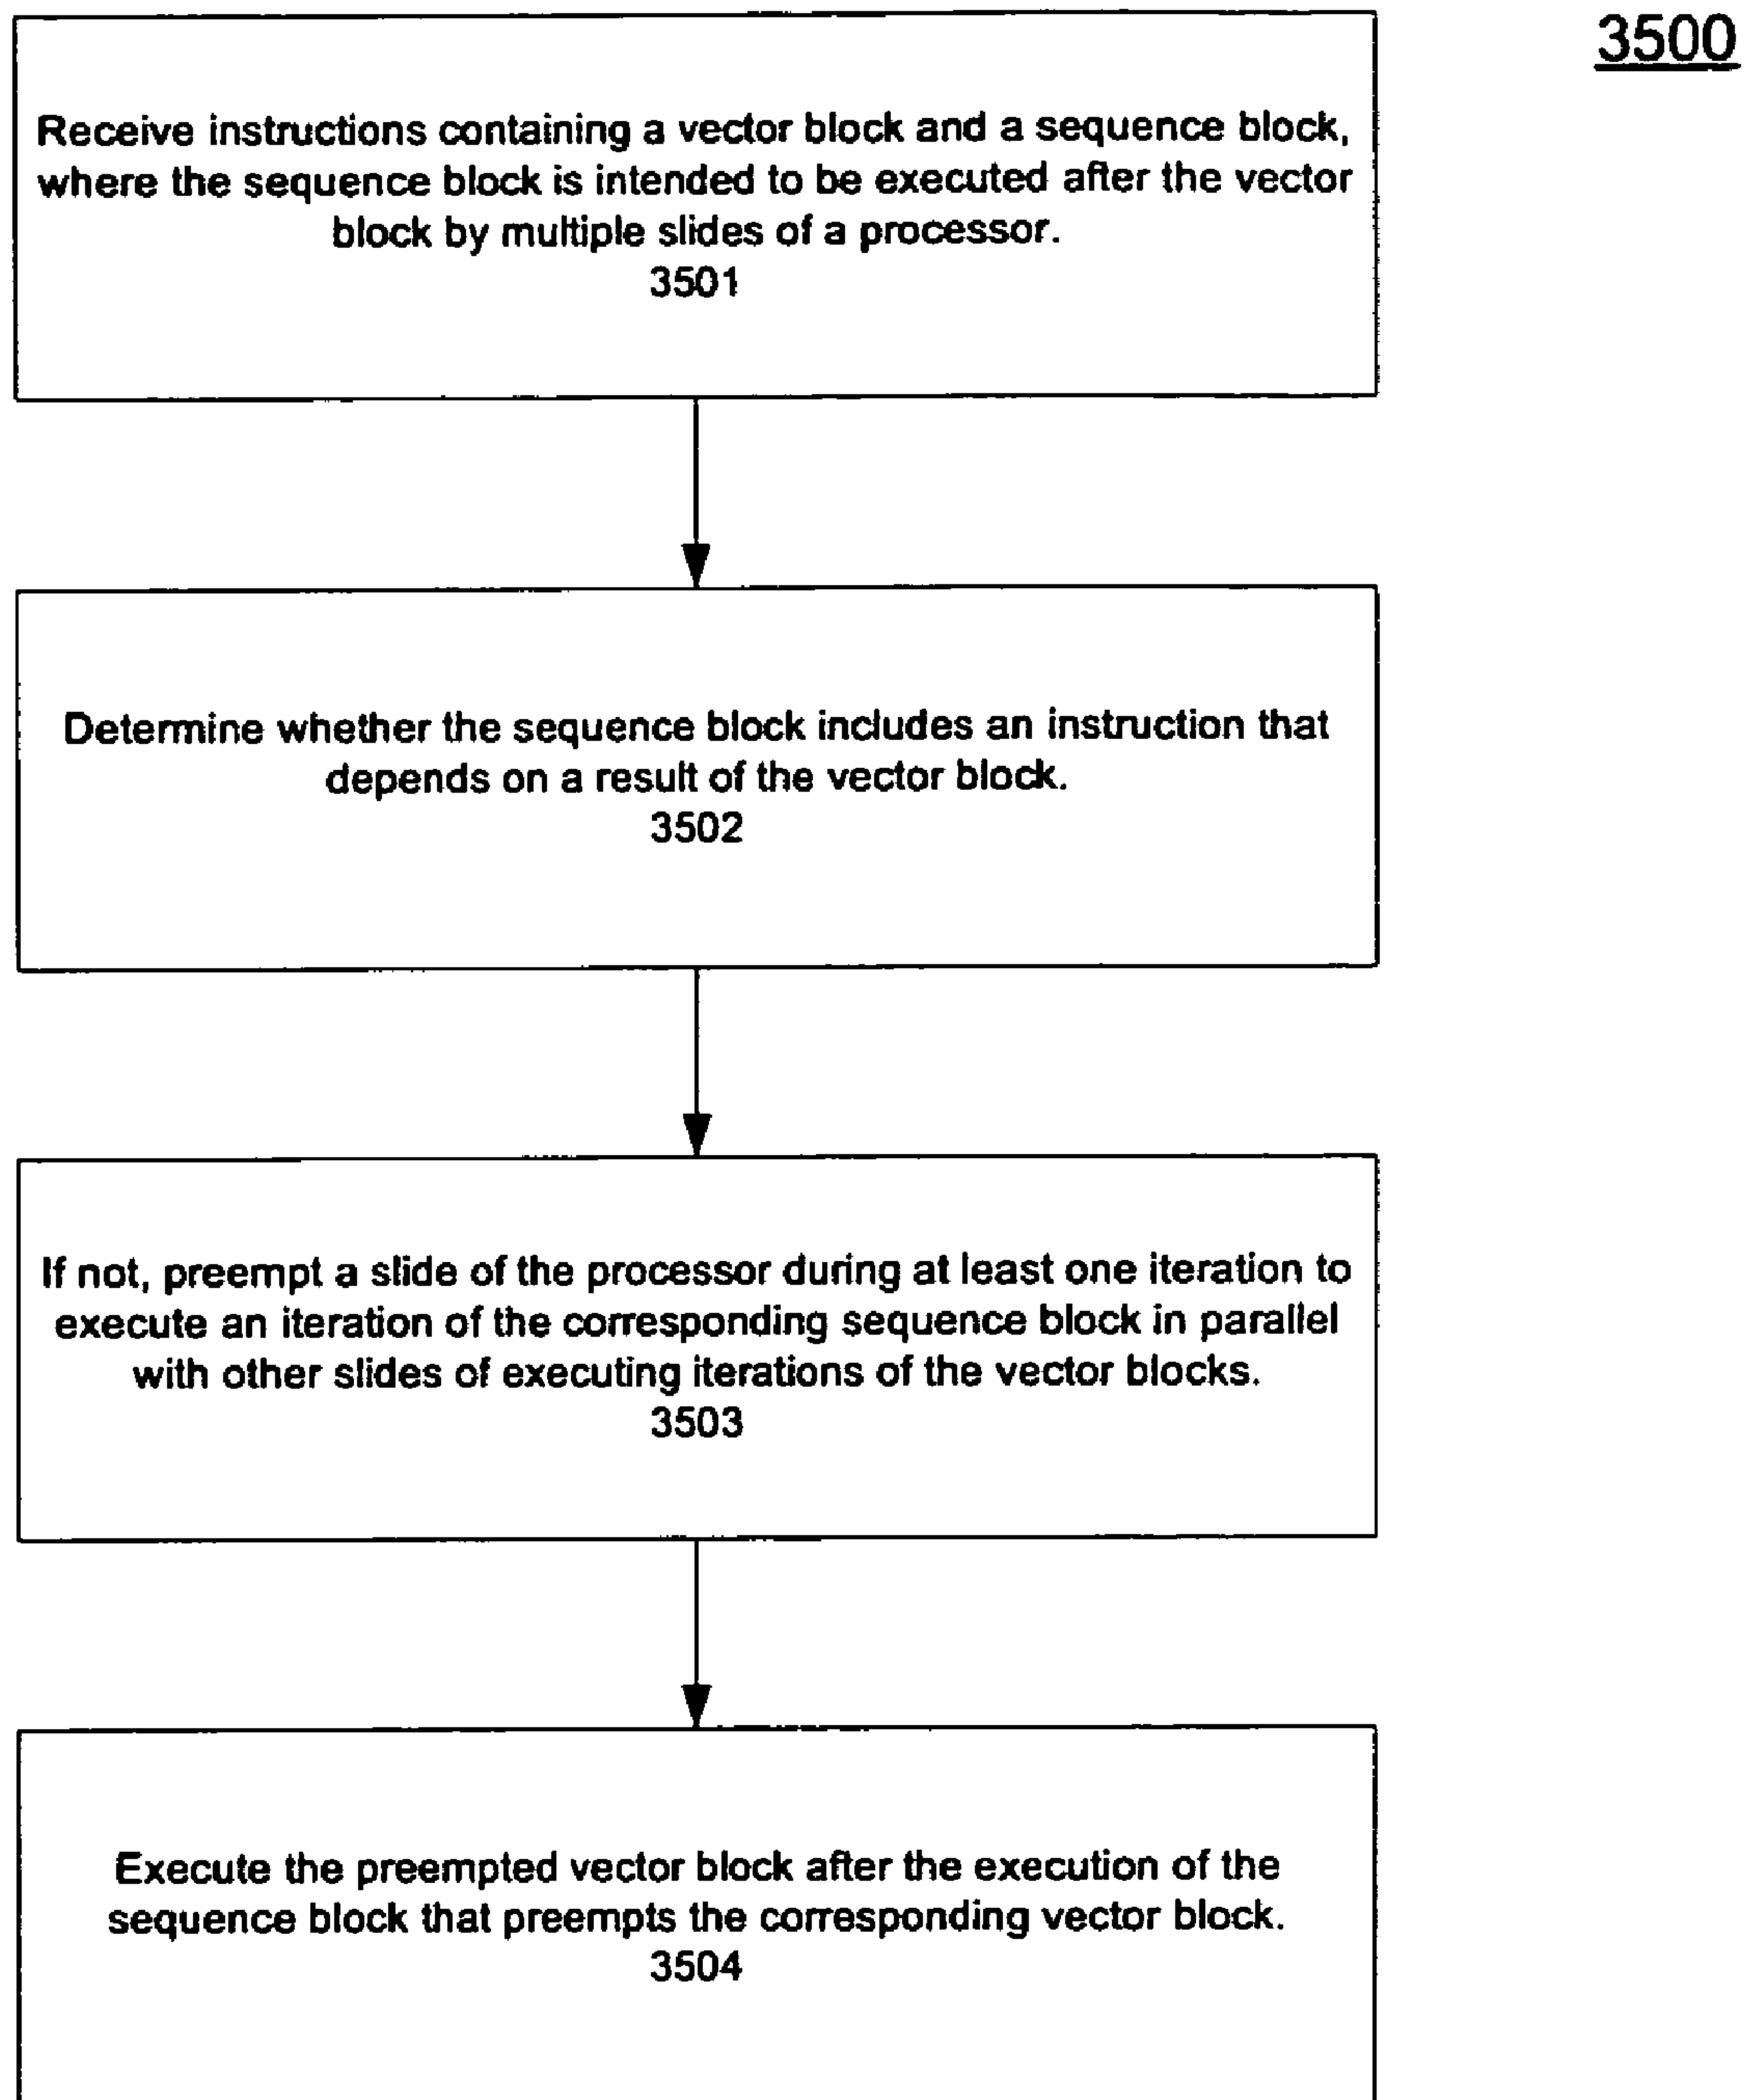 3500
Receive instructions containing a vector block and a sequence block,
where the sequence block is intended to be executed after the vector
block by multiple slides of a processor.
3501
Determine whether the sequence block includes an instruction that
depends on a result of the vector block.
3502
If not, preempt a slide of the processor during at least one iteration to
execute an iteration of the corresponding sequence block in parallel
with other slides of executing iterations of the vector blocks.
3503
Execute the preempted vector block after the execution of the
sequence block that preempts the corresponding vector block.
3504